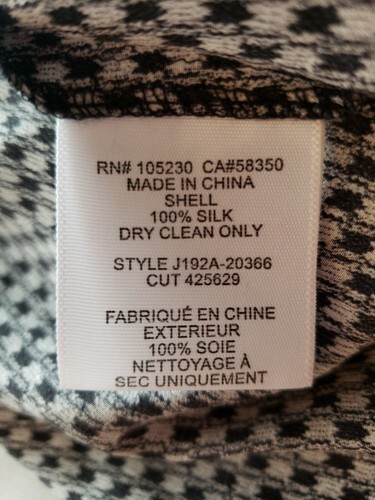 RN# 105230 CA#58350
MADE IN CHINA
SHELL
100% SILK
DRY CLEAN ONLY
STYLE J192A-20366
CUT 425629
FABRIQUÉ EN CHINE
EXTERIEUR
100% SOIE
NETTOYAGE À
SEC UNIQUEMENT